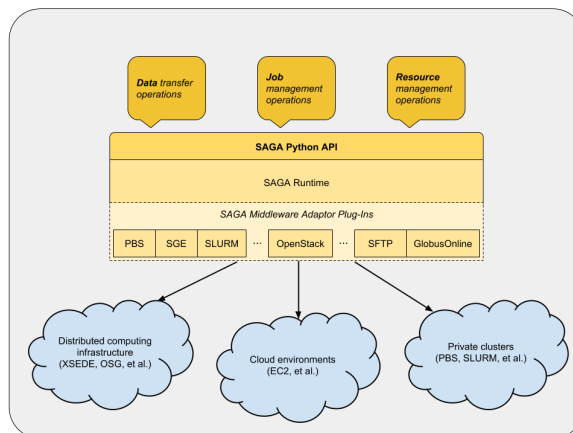 Data transfer
operations
Job
management
operations
Resource
management
operations
SAGA Python API
SAGA Runtime
SAGA Middleware Adaptor Plug-Ins
PBS SGE SLURM ... OpenStack ... SFTP GlobusOnline
Distributed computing
infrastructure
(XSEDE, OSG, et al.)
Cloud environments
(EC2, et al.)
Private clusters
(PBS, SLURM, et al.)